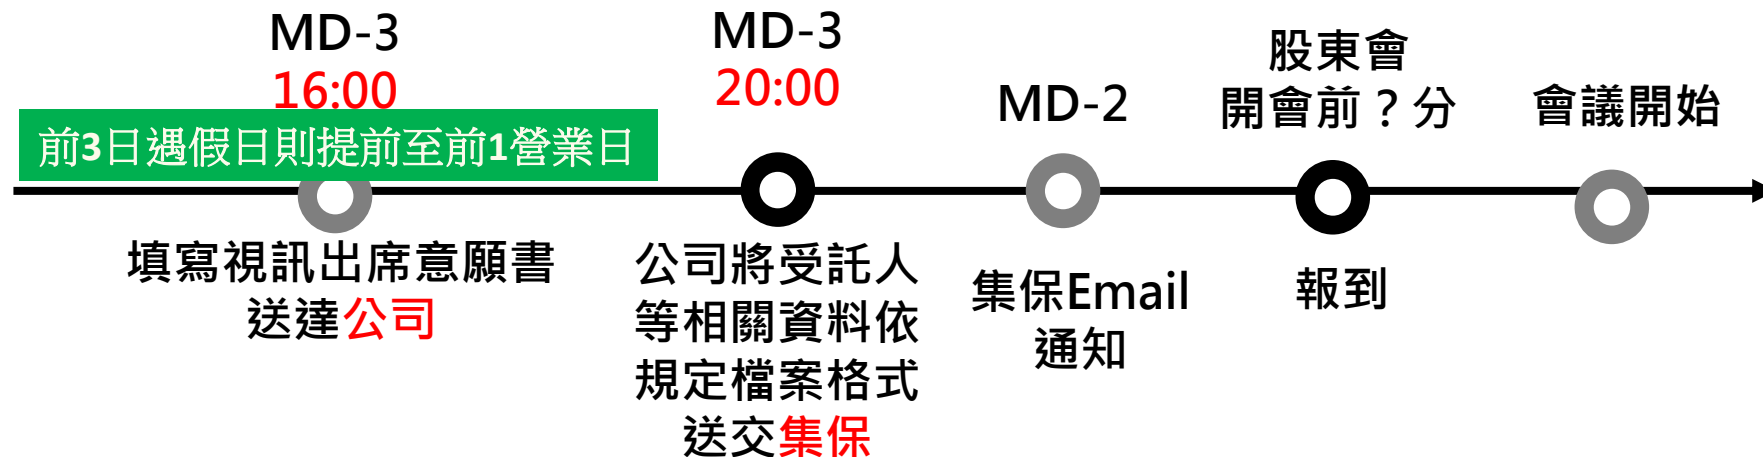 MD-3
16:00
前3日遇假日則提前至前1營業日
填寫視訊出席意願書
送達公司
MD-3
20:00
公司將受託人
等相關資料依
規定檔案格式
送交集保
MD-2
集保Email
通知
股東會
開會前？分
報到
會議開始